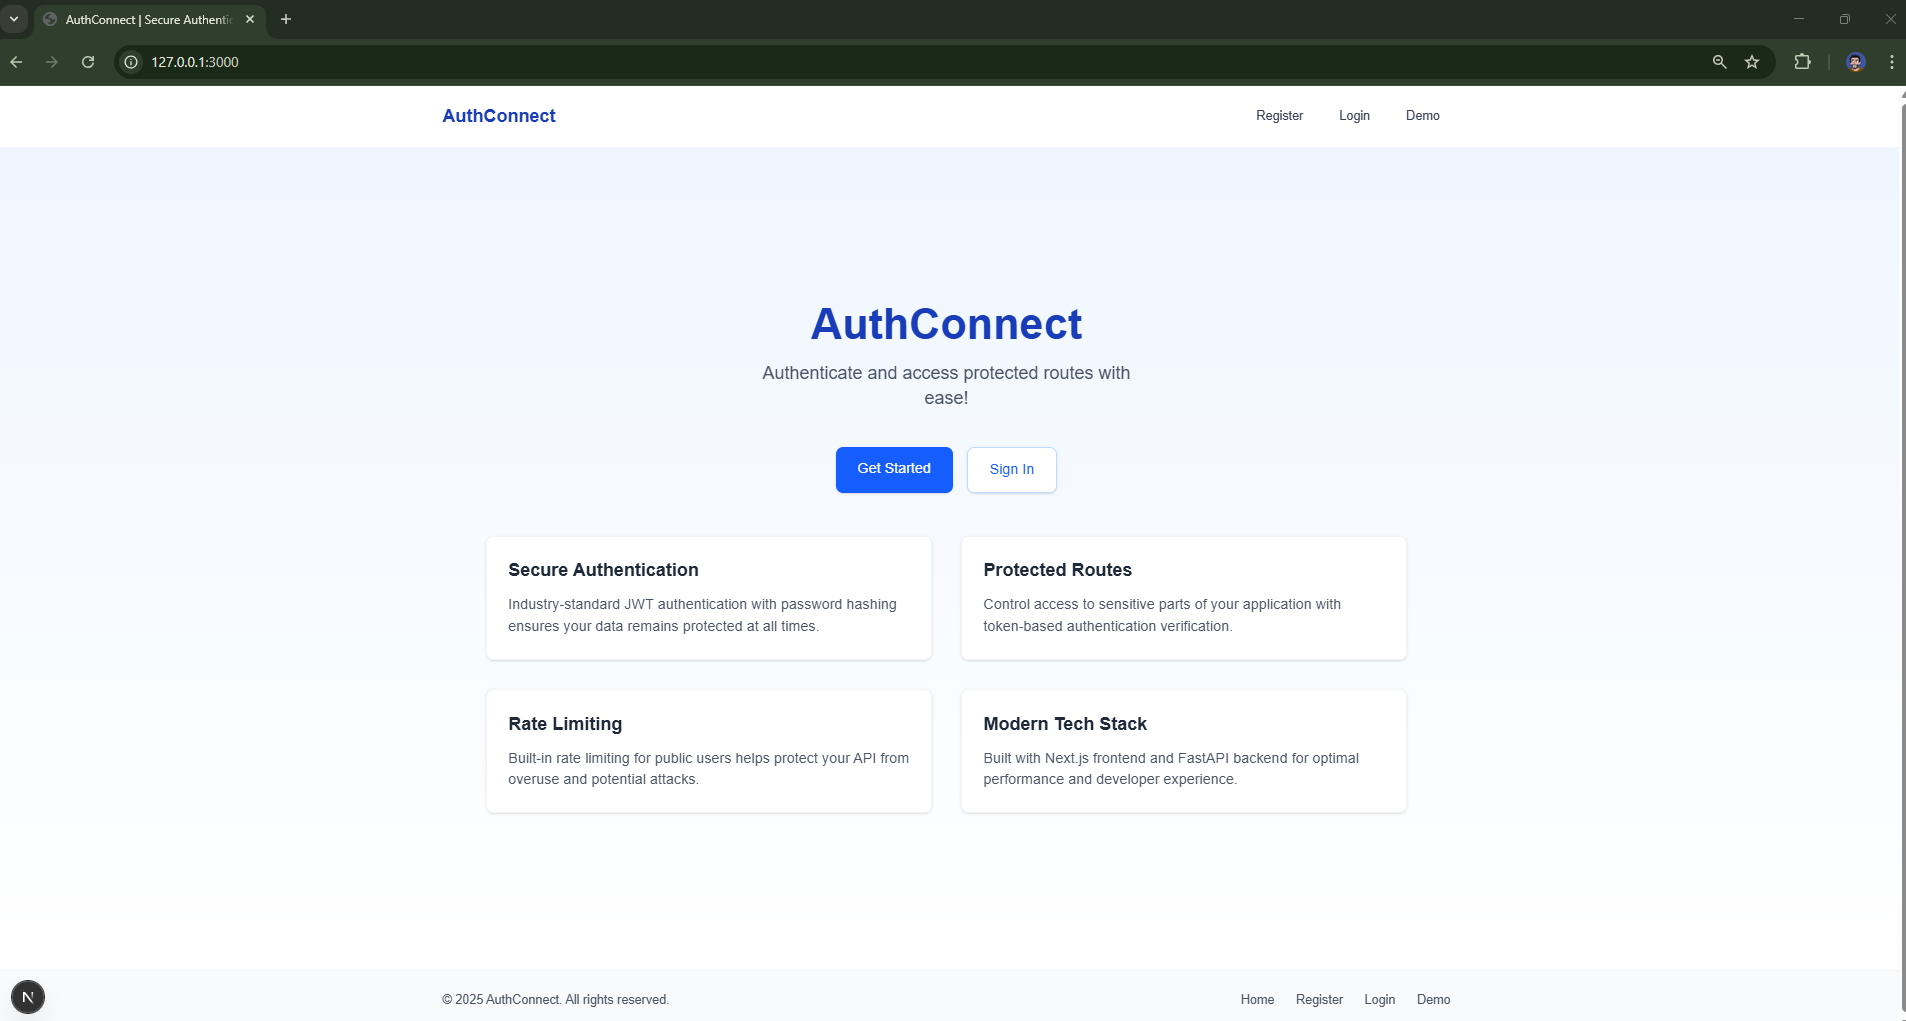 AuthConnect | Secure Authentic
127.0.0.1:3000
AuthConnect
Register
Login
Demo
AuthConnect
Authenticate and access protected routes with
ease!
Get Started
Sign In
Secure Authentication
Industry-standard JWT authentication with password hashing
ensures your data remains protected at all times.
Protected Routes
Control access to sensitive parts of your application with
token-based authentication verification.
Rate Limiting
Built-in rate limiting for public users helps protect your API from
overuse and potential attacks.
Modern Tech Stack
Built with Next.js frontend and FastAPI backend for optimal
performance and developer experience.
N
© 2025 AuthConnect. All rights reserved.
Home
Register
Login
Demo